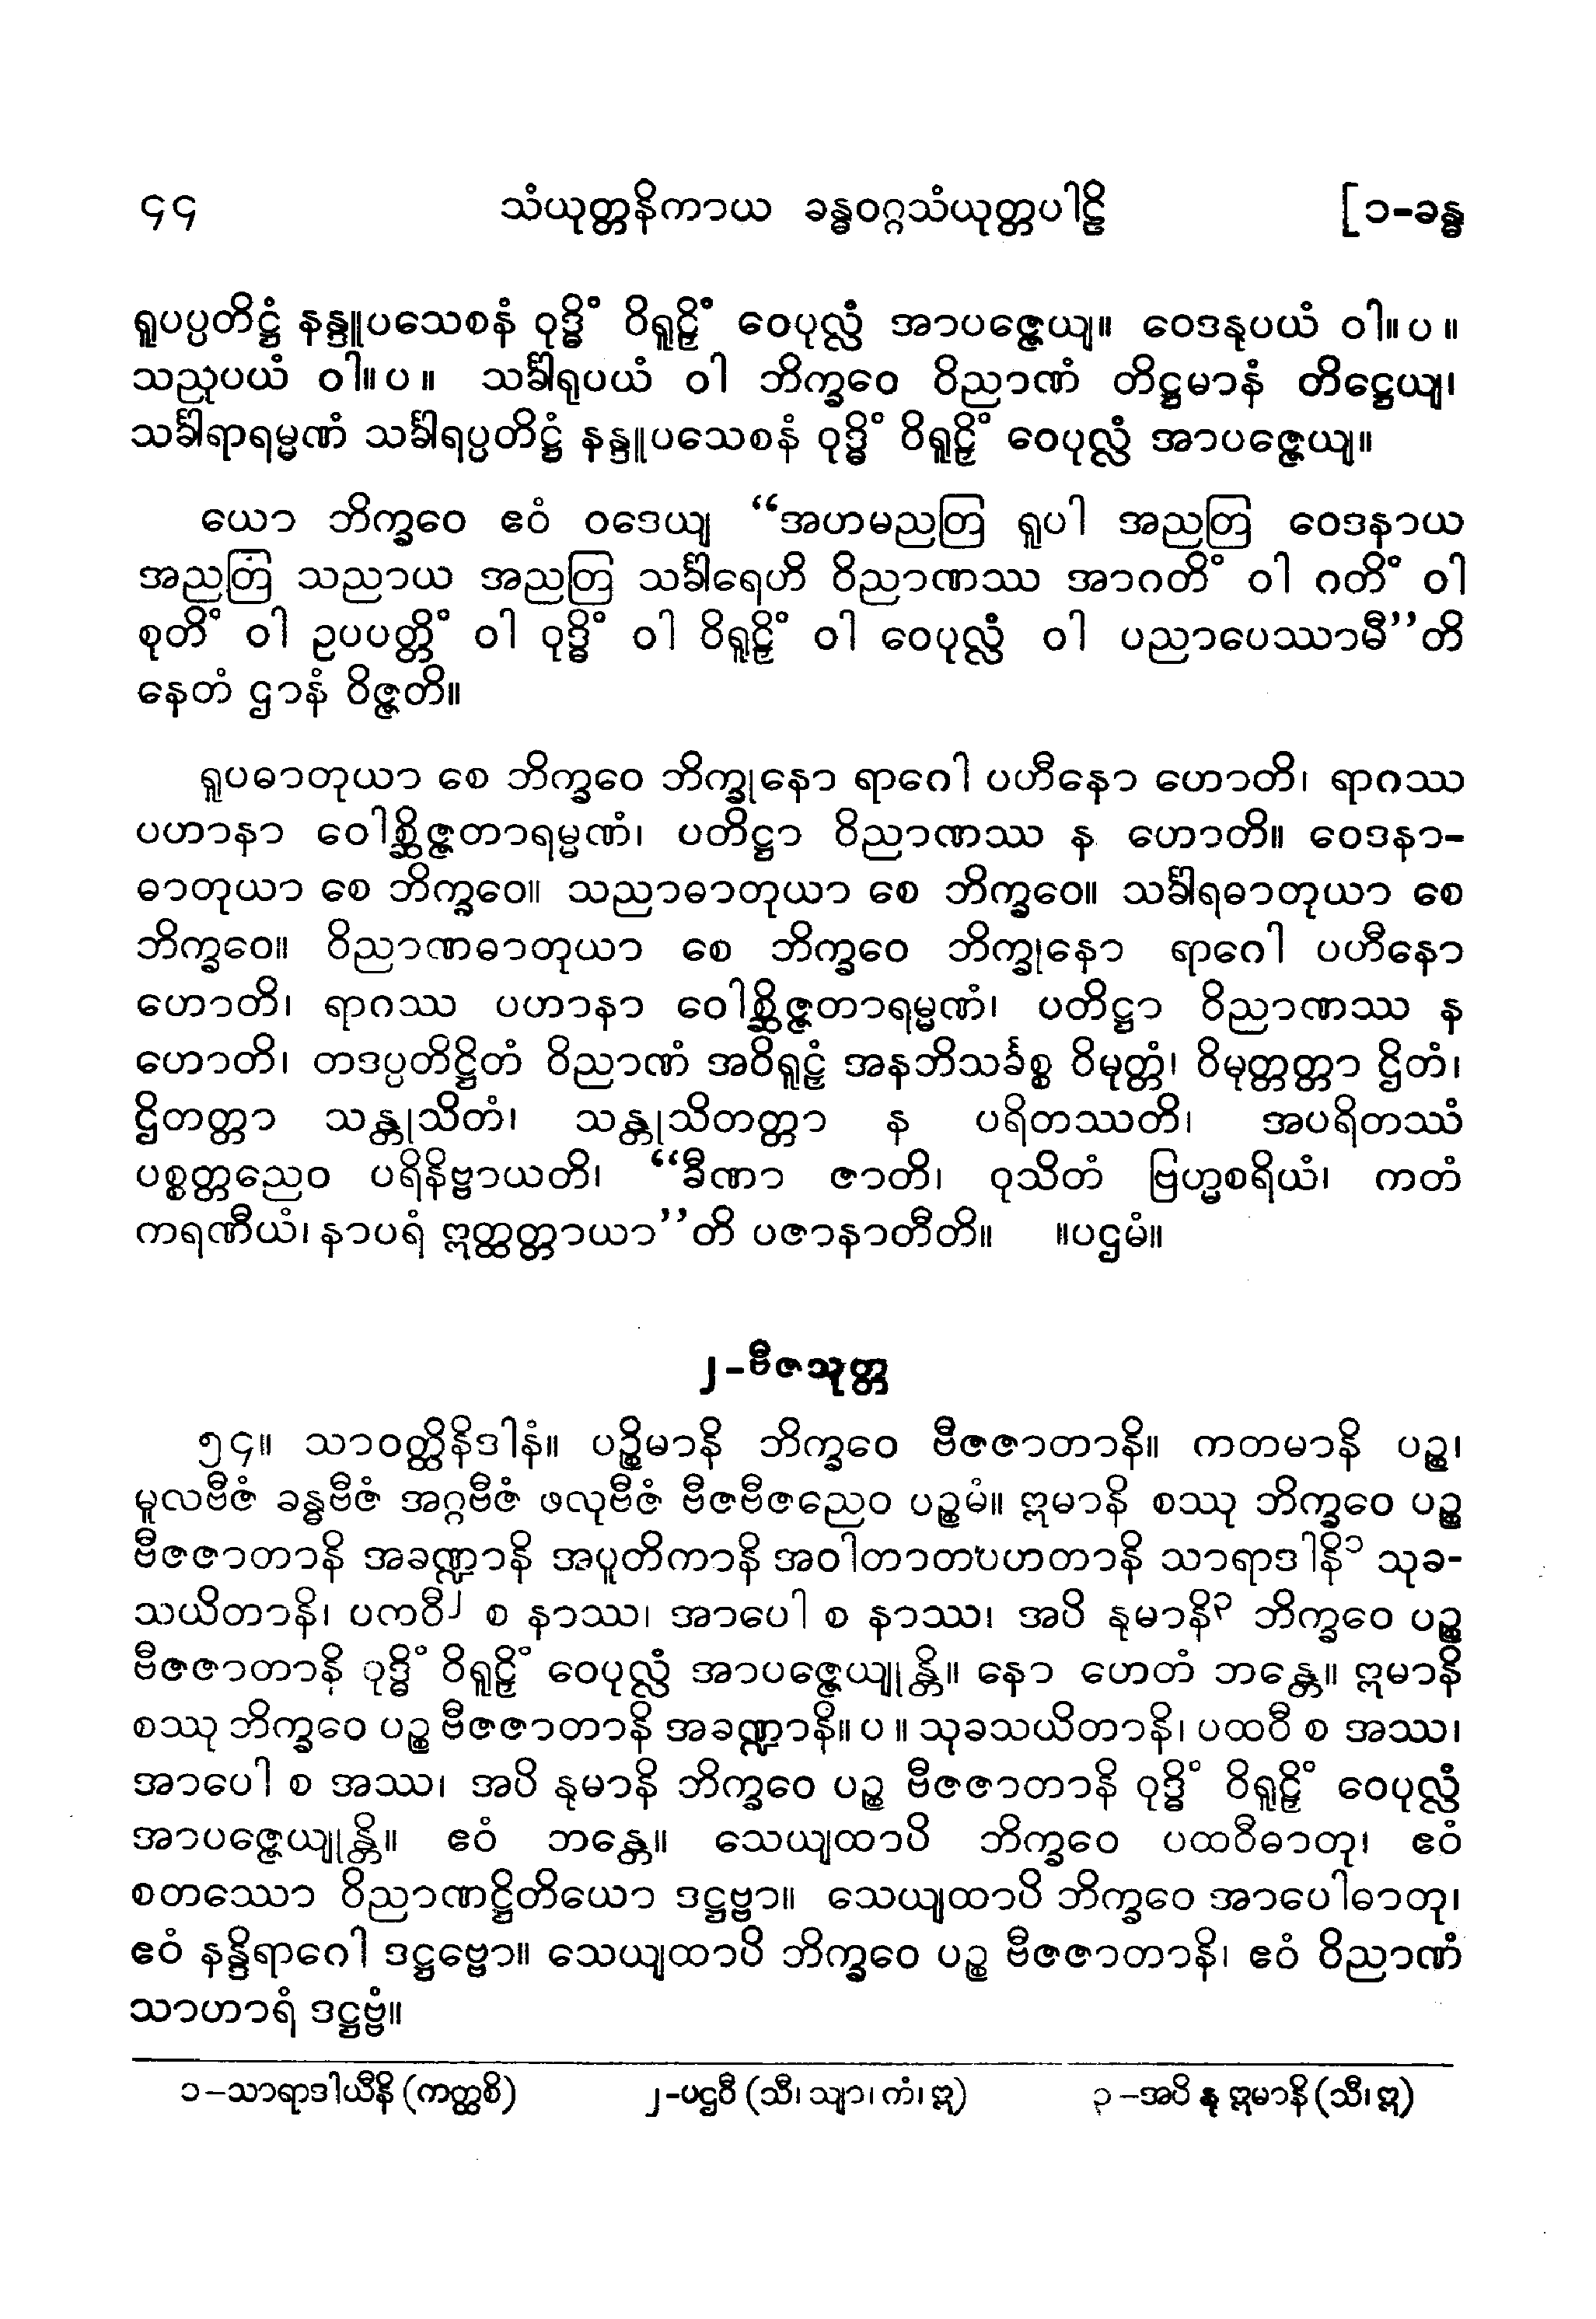 ၄၄ သံယုတ္တနိကာယ ခန္ဓဝဂ္ဂသံယုတ္တပါဠိ [၁-ခန္ဓ
ရူပပ္ပတိဋ္ဌံ နန္ဒူပသေစနံ ဝုဒ္ဓိံ ဝိရူဠှိံ ဝေပုလ္လံ အာပဇ္ဇေယျ။ ဝေဒနုပယံ ဝါ။ပ။
သညုပယံ ဝါ။ပ။ သင်္ခါရုပယံ ဝါ ဘိက္ခဝေ ဝိညာဏံ တိဋ္ဌမာနံ တိဋ္ဌေယျ၊
သင်္ခါရာရမ္မဏံ သင်္ခါရပ္ပတိဋ္ဌံ နန္ဒူပသေစနံ ဝုဒ္ဓိံ ဝိရူဠှိံ ဝေပုလ္လံ အာပဇ္ဇေယျ။
ယော ဘိက္ခဝေ ဧဝံ ဝဒေယျ “အဟမညတြ ရူပါ အညတြ ဝေဒနာယ
အညတြ သညာယ အညတြ သင်္ခါရေဟိ ဝိညာဏဿ အာဂတိံ ဝါ ဂတိံ ဝါ
စုတိံ ဝါ ဥပပတ္တိံ ဝါ ဝုဒ္ဓိံ ဝါ ဝိရူဠှိံ ဝါ ဝေပုလ္လံ ဝါ ပညာပေဿာမီ”တိ
နေတံ ဌာနံ ဝိဇ္ဇတိ။
ရူပဓာတုယာ စေ ဘိက္ခဝေ ဘိက္ခုနော ရာဂေါ ပဟီနော ဟောတိ၊ ရာဂဿ
ပဟာနာ ဝေါစ္ဆိဇ္ဇတာရမ္မဏံ၊ ပတိဋ္ဌာ ဝိညာဏဿ န ဟောတိ။ ဝေဒနာ-
ဓာတုယာ စေ ဘိက္ခဝေ။ သညာဓာတုယာ စေ ဘိက္ခဝေ။ သင်္ခါရဓာတုယာ စေ
ဘိက္ခဝေ။ ဝိညာဏဓာတုယာ စေ ဘိက္ခဝေ ဘိက္ခုနော ရာဂေါ ပဟီနော
ဟောတိ၊ ရာဂဿ ပဟာနာ ဝေါစ္ဆိဇ္ဇတာရမ္မဏံ၊ ပတိဋ္ဌာ ဝိညာဏဿ န
ဟောတိ၊ တဒပ္ပတိဋ္ဌိတံ ဝိညာဏံ အဝိရူဠှံ အနဘိသင်္ခစ္စ ဝိမုတ္တံ၊ ဝိမုတ္တတ္တာ ဌိတံ၊
ဌိတတ္တာ သန္တုသိတံ၊ သန္တုသိတတ္တာ န ပရိတဿတိ၊ အပရိတဿံ
ပစ္စတ္တညေဝ ပရိနိဗ္ဗာယတိ၊ “ခီဏာ ဇာတိ၊ ဝုသိတံ ဗြဟ္မစရိယံ၊ ကတံ
ကရဏီယံ၊ နာပရံ ဣတ္ထတ္တာယာ”တိ ပဇာနာတီတိ။ ။ပဌမံ။
၂-ဗီဇသုတ္တ
၅၄။ သာဝတ္ထိနိဒါနံ။ ပဉ္စိမာနိ ဘိက္ခဝေ ဗီဇဇာတာနိ။ ကတမာနိ ပဉ္စ၊
မူလဗီဇံ ခန္ဓဗီဇံ အဂ္ဂဗီဇံ ဖလုဗီဇံ ဗီဇဗီဇညေဝ ပဉ္စမံ။ ဣမာနိ စဿု ဘိက္ခဝေ ပဉ္စ
ဗီဇဇာတာနိ အခဏ္ဍာနိ အပူတိကာနိ အဝါတာတပဟတာနိ သာရာဒါနိ၁ သုခ-
သယိတာနိ၊ ပကဝီ၂ စ နာဿ၊ အာပေါ စ နာဿ၊ အပိ နုမာနိ၃ ဘိက္ခဝေ ပဉ္စ
ဗီဇဇာတာနိ ဝုဒ္ဓိံ ဝိရူဠှိံ ဝေပုလ္လံ အာပဇ္ဇေယျုန္တိ။ နော ဟေတံ ဘန္တေ။ ဣမာနိ
စဿု ဘိက္ခဝေ ပဉ္စ ဗီဇဇာတာနိ အခဏ္ဍာနိ။ပ။ သုခသယိတာနိ၊ ပထဝီ စ အဿ၊
အာပေါ စ အဿ၊ အပိ နုမာနိ ဘိက္ခဝေ ပဉ္စ ဗီဇဇာတာနိ ဝုဒ္ဓိံ ဝိရူဠှိံ ဝေပုလ္လံ
အာပဇ္ဇေယျုန္တိ။ ဧဝံ ဘန္တေ။ သေယျထာပိ ဘိက္ခဝေ ပထဝီဓာတု၊ ဧဝံ
စတဿော ဝိညာဏဋ္ဌိတိယော ဒဋ္ဌဗ္ဗာ။ သေယျထာပိ ဘိက္ခဝေ အာပေါဓာတု၊
ဧဝံ နန္ဒိရာဂေါ ဒဋ္ဌဗ္ဗော။ သေယျထာပိ ဘိက္ခဝေ ပဉ္စ ဗီဇဇာတာနိ၊ ဧဝံ ဝိညာဏံ
သာဟာရံ ဒဋ္ဌဗ္ဗံ။
၁-သာရာဒါယီနိ (ကတ္ထစိ) ၂-ပဌဝီ (သီ၊ သျာ၊ ကံ၊ ဣ) ၃-အပိ နု ဣမာနိ (သီ၊ ဣ)